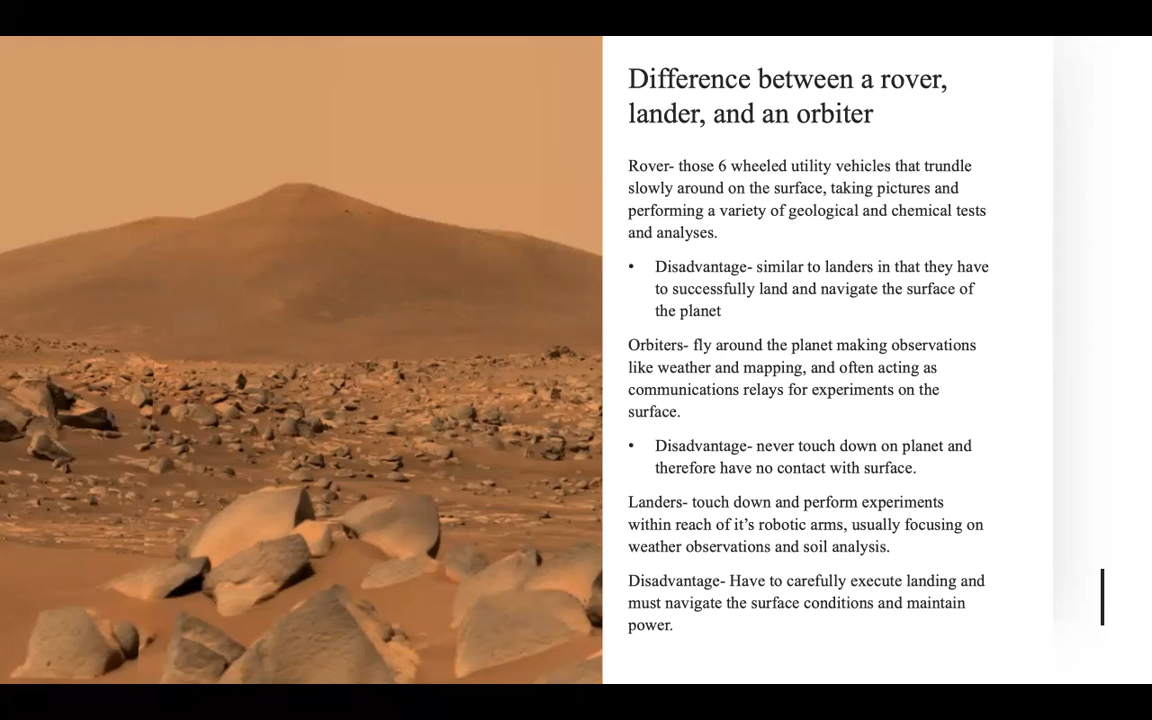 Difference between a rover,
lander, and an orbiter
Rover- those 6 wheeled utility vehicles that trundle
slowly around on the surface, taking pictures and
performing a variety of geological and chemical tests
and analyses.
• Disadvantage- similar to landers in that they have
to successfully land and navigate the surface of
the planet
Orbiters- fly around the planet making observations
like weather and mapping, and often acting as
communications relays for experiments on the
surface.
• Disadvantage- never touch down on planet and
therefore have no contact with surface.
Landers- touch down and perform experiments
within reach of it’s robotic arms, usually focusing on
weather observations and soil analysis.
Disadvantage- Have to carefully execute landing and
must navigate the surface conditions and maintain
power.